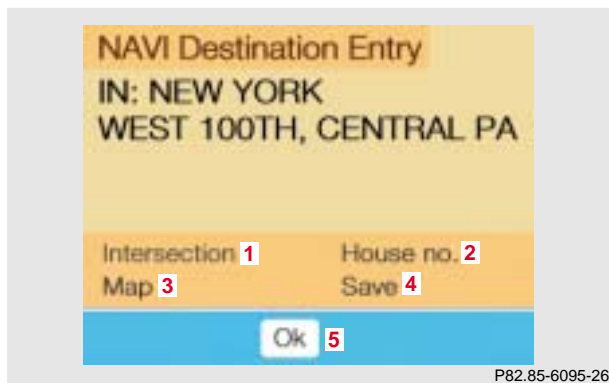 NAVI Destination Entry
IN: NEW YORK
WEST 100TH, CENTRAL PA
Intersection 1 House no. 2
Map 3 Save 4
Ok 5
P82.85-6095-26